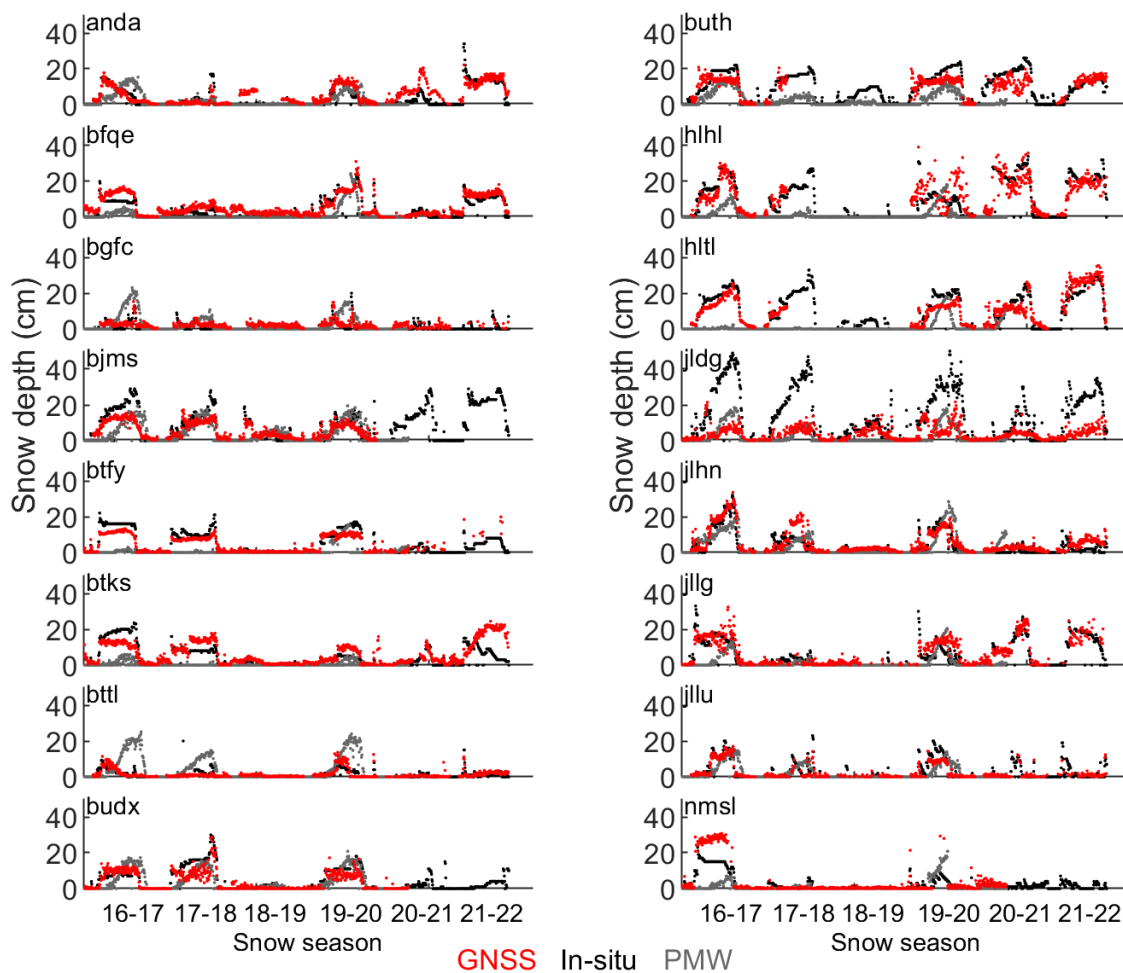 anda
40
20
0
bfqe
40
20
0
bgfc
40
20
0
bjms
40
20
0
btfy
40
20
0
btks
40
20
0
bttl
40
20
0
budx
40
20
0
Snow depth (cm)
16-17 17-18 18-19 19-20 20-21 21-22
Snow season
buth
40
20
0
hlhl
40
20
0
hltl
40
20
0
jldg
40
20
0
jlhn
40
20
0
jllg
40
20
0
jllu
40
20
0
nmsl
40
20
0
Snow depth (cm)
16-17 17-18 18-19 19-20 20-21 21-22
Snow season
GNSS In-situ PMW